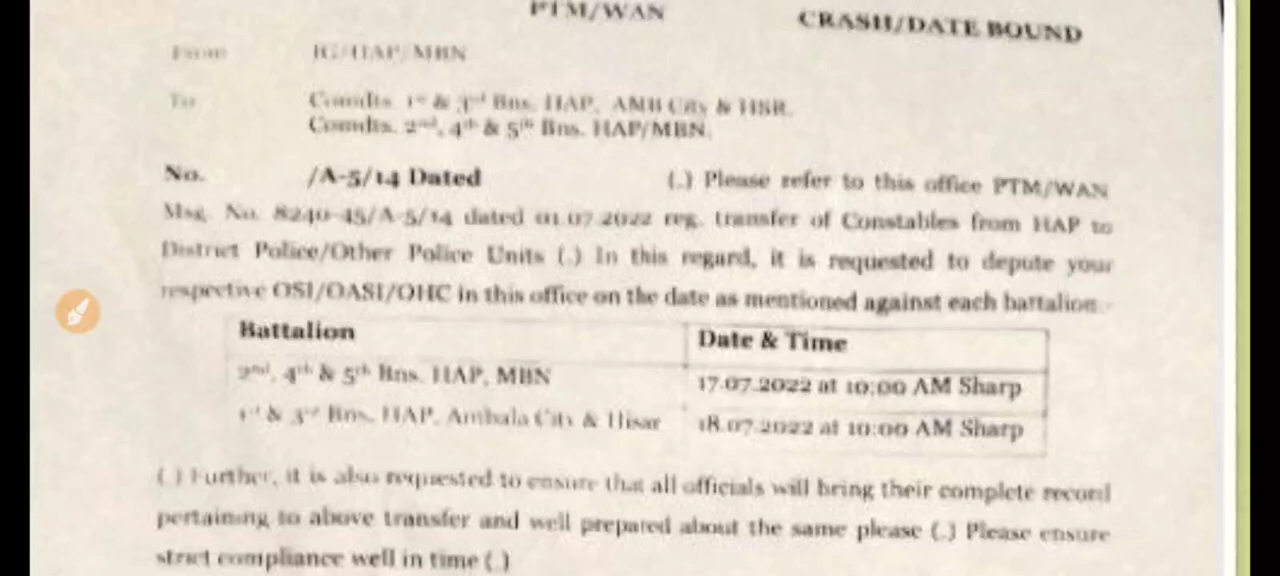 PTM/WAN CRASH/DATE BOUND
From IG/HAP/MBN
To Comdts. 1st & 3rd Bns. HAP, AMB City & HSR.
Comdts. 2nd, 4th & 5th Bns. HAP/MBN.
No. /A-5/14 Dated (.) Please refer to this office PTM/WAN
Msg. No. 8240-45/A-5/14 dated 01.07.2022 reg. transfer of Constables from HAP to
District Police/Other Police Units (.) In this regard, it is requested to depute your
respective OSI/OASI/OHC in this office on the date as mentioned against each battalion
Battalion Date & Time
2nd, 4th & 5th Bns. HAP, MBN 17.07.2022 at 10:00 AM Sharp
1st & 3rd Bns. HAP, Ambala City & Hisar 18.07.2022 at 10:00 AM Sharp
(.) Further, it is also requested to ensure that all officials will bring their complete record
pertaining to above transfer and well prepared about the same please (.) Please ensure
strict compliance well in time (.)